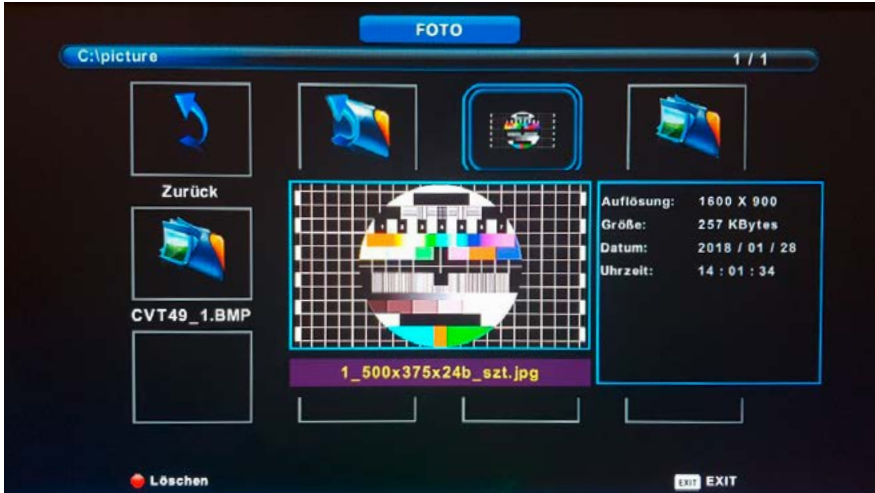 FOTO
C:\picture
1 / 1
Zurück
Auflösung: 1600 X 900
Größe: 257 KBytes
Datum: 2018 / 01 / 28
Uhrzeit: 14 : 01 : 34
CVT49_1.BMP
1_500x375x24b_szt.jpg
Löschen
EXIT EXIT